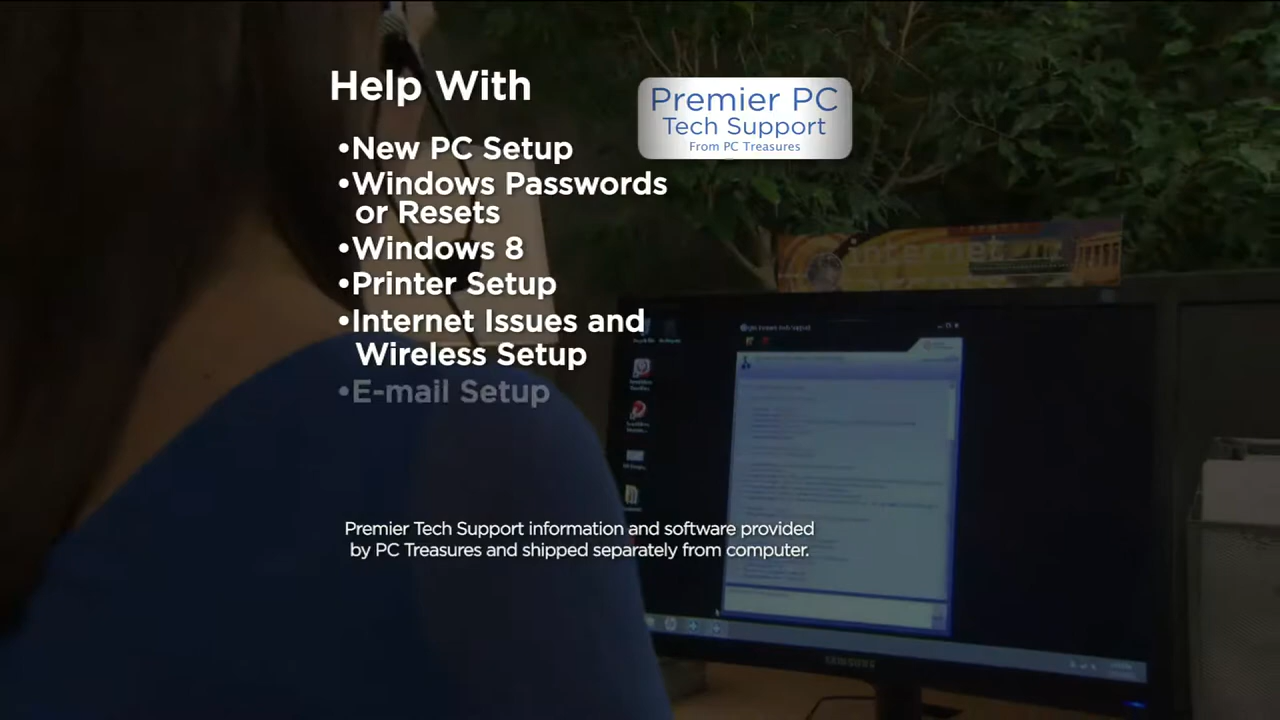 Help With
Premier PC
Tech Support
From PC Treasures
•New PC Setup
•Windows Passwords
or Resets
•Windows 8
•Printer Setup
•Internet Issues and
Wireless Setup
•E-mail Setup
internet
Premier Tech Support information and software provided
by PC Treasures and shipped separately from computer.
SAMSUNG